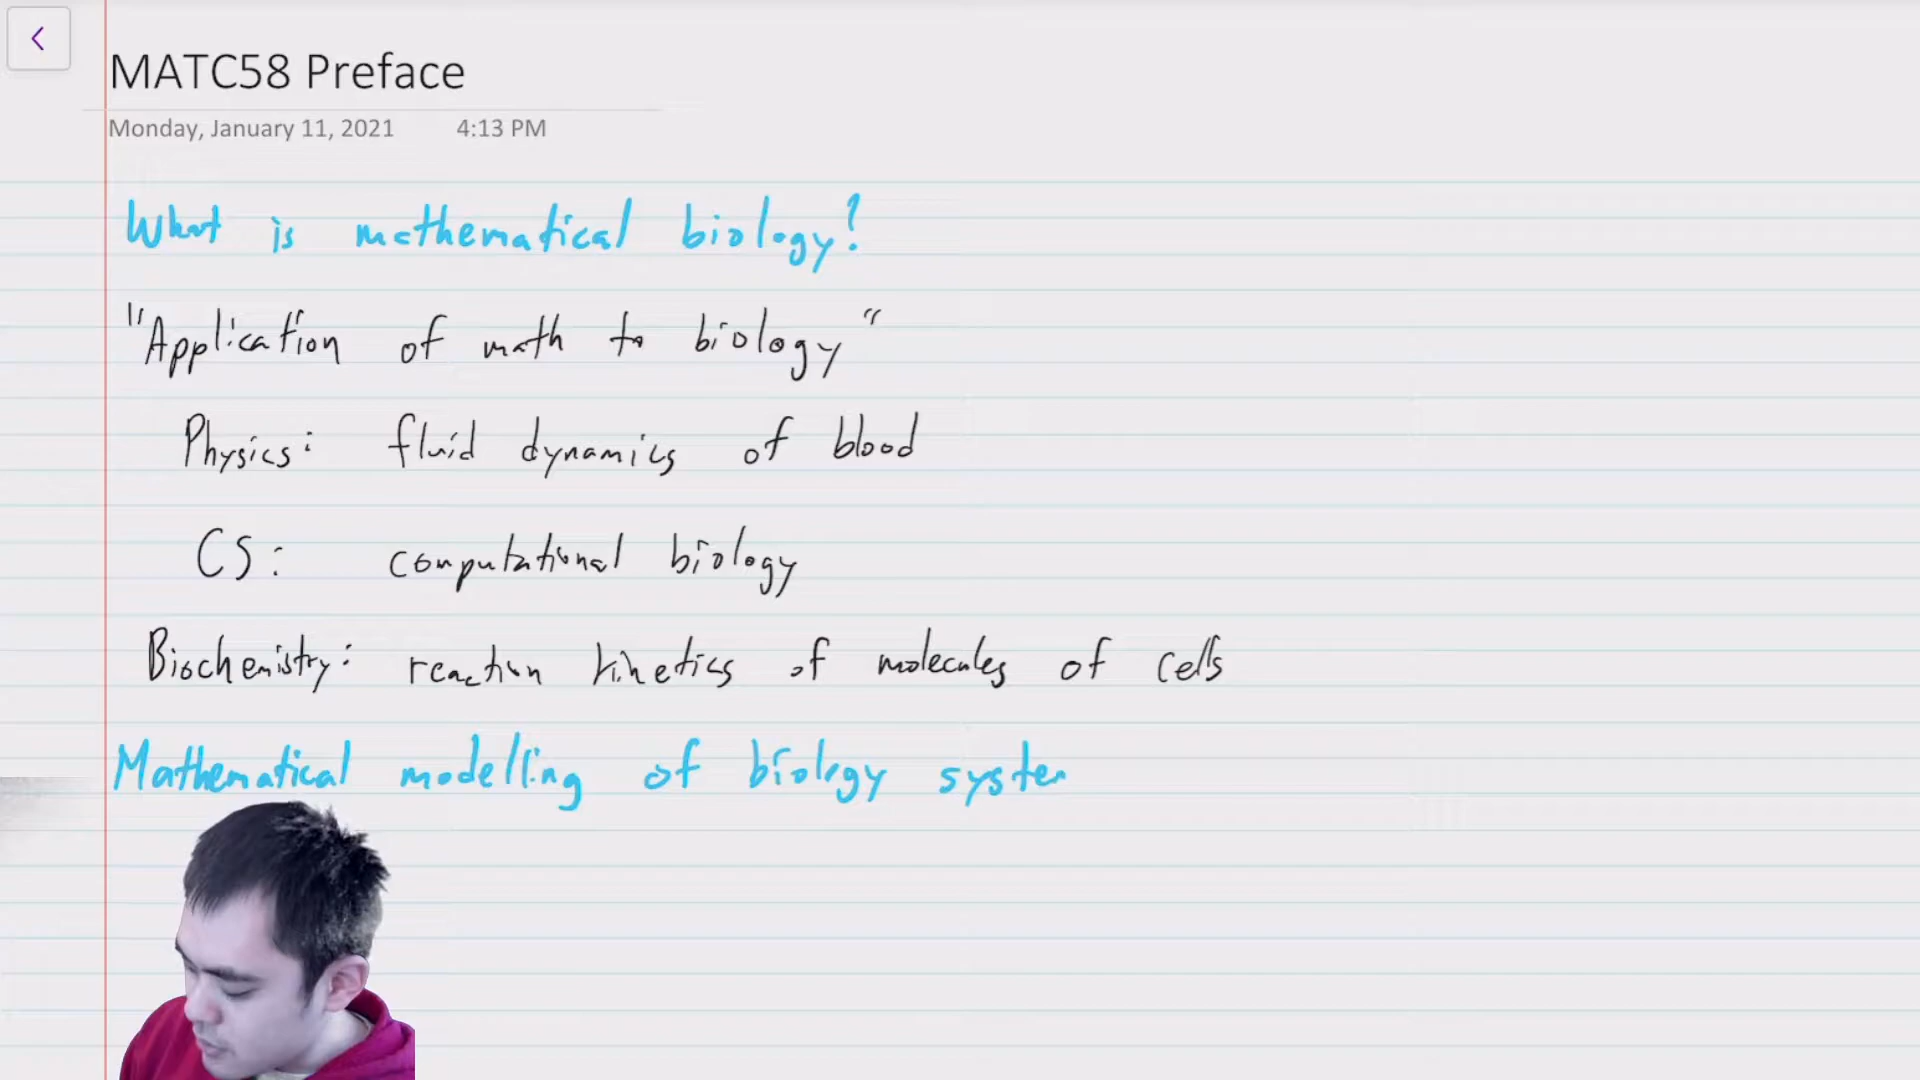 MATC58 Preface
Monday, January 11, 2021 4:13 PM
What is mathematical biology?
"Application of math to biology"
Physics: fluid dynamics of blood
CS: computational biology
Biochemistry: reaction kinetics of molecules of cells
Mathematical modelling of biology system